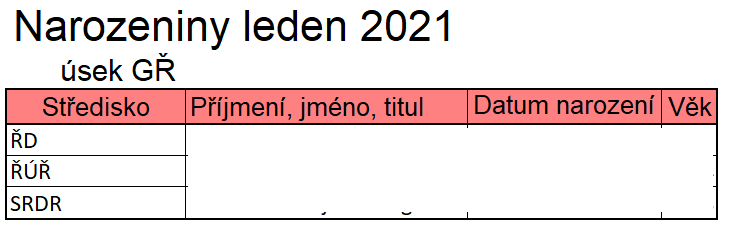 Narozeniny leden 2021
úsek GŘ
Středisko Příjmení, jméno, titul Datum narození Věk
ŘD
ŘÚŘ
SRDR